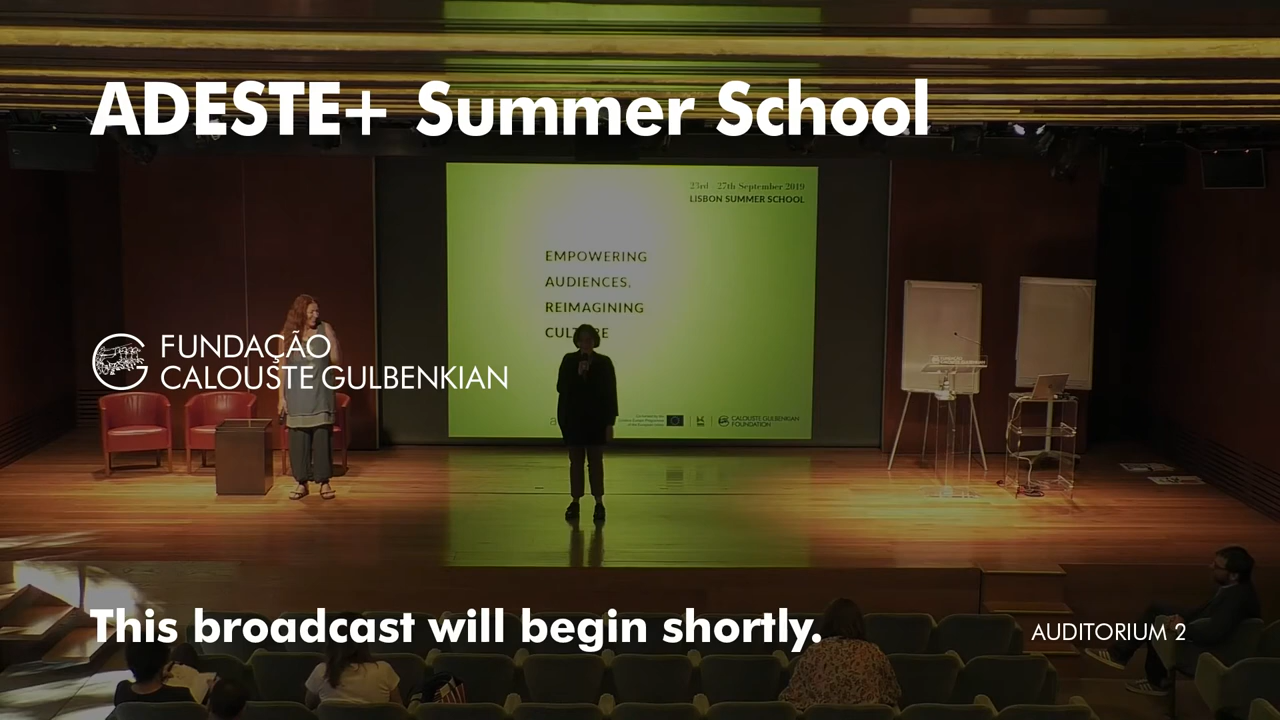 ADESTE+ Summer School
23rd - 27th September 2019
LISBON SUMMER SCHOOL
EMPOWERING
AUDIENCES,
REIMAGINING
FUNDAÇÃO
CALOUSTE GULBENKIAN
CALOUSTE GULBENKIAN
FOUNDATION
This broadcast will begin shortly.
AUDITORIUM 2